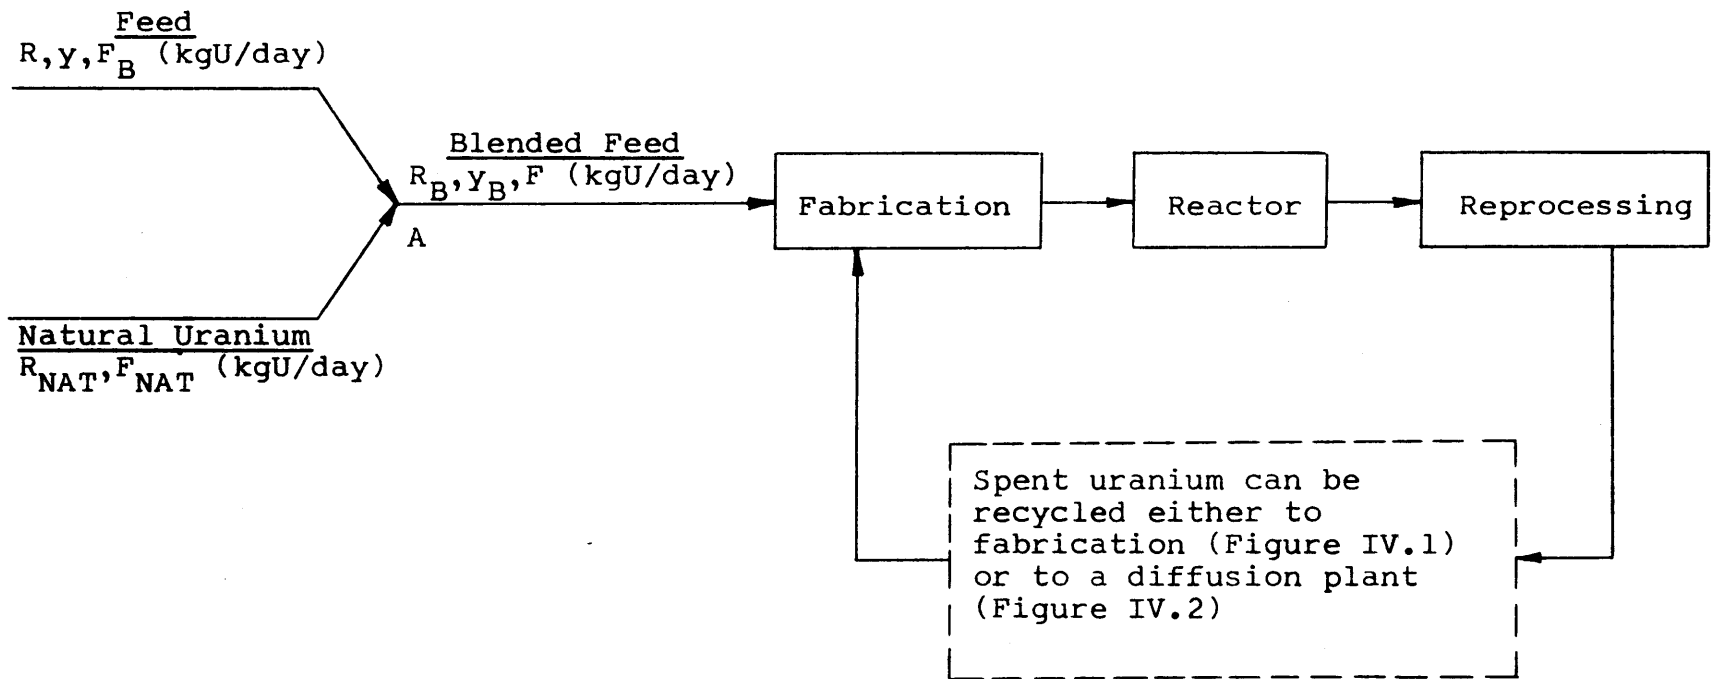 Feed
R,y,F_B (kgU/day)
Blended Feed
R_B,y_B,F (kgU/day)
A
Natural Uranium
R_NAT,F_NAT (kgU/day)
Fabrication
Reactor
Reprocessing
Spent uranium can be
recycled either to
fabrication (Figure IV.1)
or to a diffusion plant
(Figure IV.2)